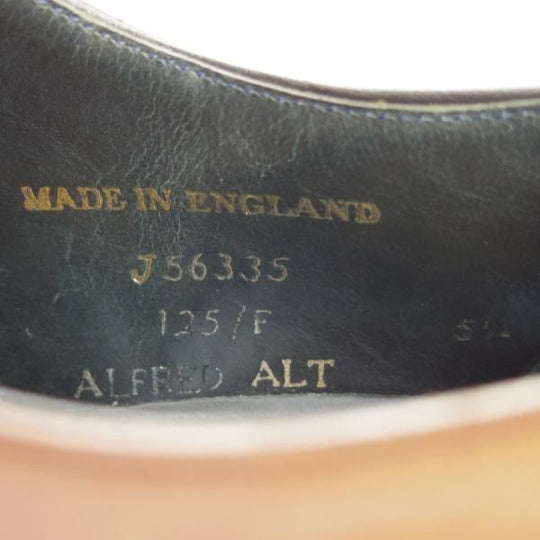 MADE IN ENGLAND
J56335
125/F
ALFRED ALT